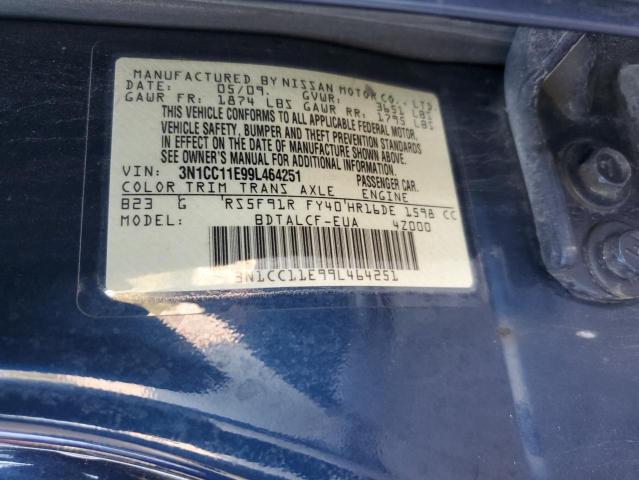 MANUFACTURED BY NISSAN MOTOR CO., LTD
DATE: 05/09 GVWR: 3651 LBS
GAWR FR: 1874 LBS GAWR RR: 1795 LBS
THIS VEHICLE CONFORMS TO ALL APPLICABLE FEDERAL MOTOR
VEHICLE SAFETY, BUMPER AND THEFT PREVENTION STANDARDS
IN EFFECT ON THE DATE OF MANUFACTURE SHOWN ABOVE.
SEE OWNER'S MANUAL FOR ADDITIONAL INFORMATION.
VIN: 3N1CC11E99L464251 PASSENGER CAR.
COLOR TRIM TRANS AXLE ENGINE
B23 G RS5F91R FY40 HR16DE 1598 CC
MODEL: BDTALCF-EUA 4Z000
3N1CC11E99L464251